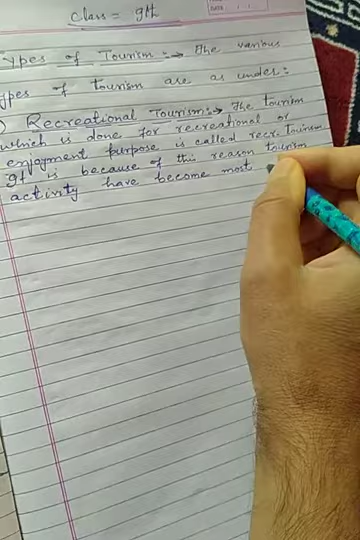 Class = 9th
DATE
Types of Tourism :→ The various
types of tourism are as under:
) Recreational Tourism:→ The tourism
which is done for recreational or
enjoyment purpose is called recre Tourism
It is because of this reason tourism
activity have become most